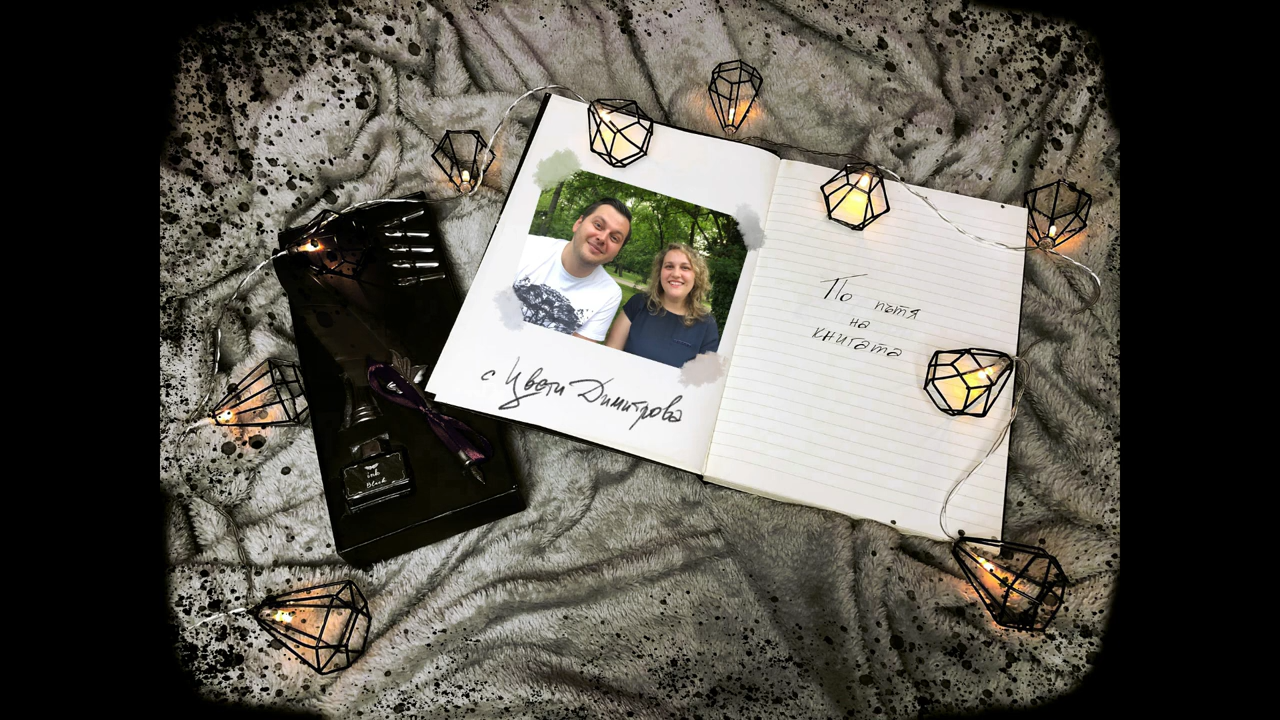 с Цвети Димитрова
По пътя
на
книгата
ink
Black